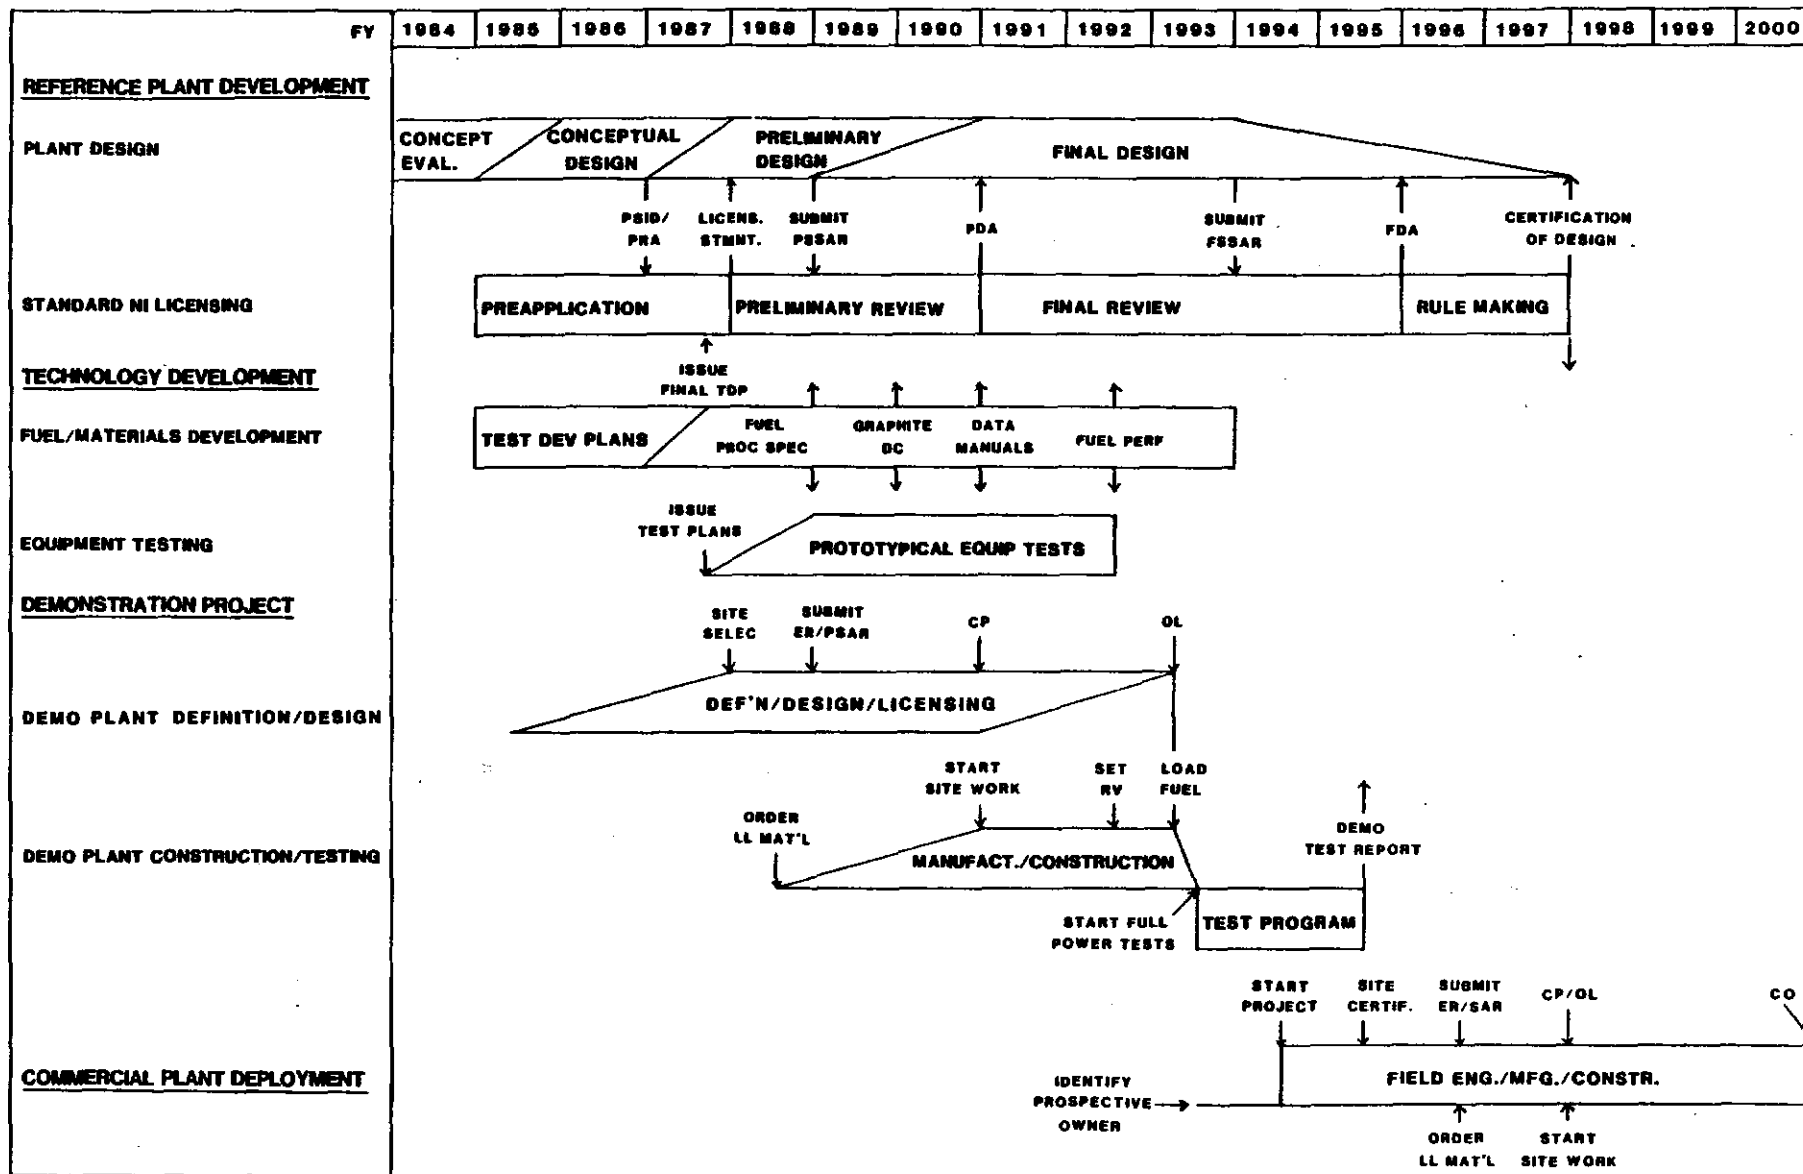 FY 1984 1985 1986 1987 1988 1989 1990 1991 1992 1993 1994 1995 1996 1997 1998 1999 2000
REFERENCE PLANT DEVELOPMENT
PLANT DESIGN
CONCEPT
EVAL.
CONCEPTUAL
DESIGN
PRELIMINARY
DESIGN
FINAL DESIGN
PSID/
PRA
LICENS.
STMNT.
SUBMIT
PSSAR
PDA
SUBMIT
FSSAR
FDA
CERTIFICATION
OF DESIGN
STANDARD NI LICENSING
PREAPPLICATION
PRELIMINARY REVIEW
FINAL REVIEW
RULE MAKING
ISSUE
FINAL TDP
TECHNOLOGY DEVELOPMENT
FUEL/MATERIALS DEVELOPMENT
TEST DEV PLANS
FUEL
PROC SPEC
GRAPHITE
DC
DATA
MANUALS
FUEL PERF
ISSUE
TEST PLANS
EQUIPMENT TESTING
PROTOTYPICAL EQUIP TESTS
DEMONSTRATION PROJECT
SITE
SELEC
SUBMIT
ER/PSAR
CP
OL
DEMO PLANT DEFINITION/DESIGN
DEF'N/DESIGN/LICENSING
START
SITE WORK
SET
RV
LOAD
FUEL
ORDER
LL MAT'L
DEMO
TEST REPORT
DEMO PLANT CONSTRUCTION/TESTING
MANUFACT./CONSTRUCTION
START FULL
POWER TESTS
TEST PROGRAM
START
PROJECT
SITE
CERTIF.
SUBMIT
ER/SAR
CP/OL
CO
COMMERCIAL PLANT DEPLOYMENT
IDENTIFY
PROSPECTIVE
OWNER
FIELD ENG./MFG./CONSTR.
ORDER
LL MAT'L
START
SITE WORK